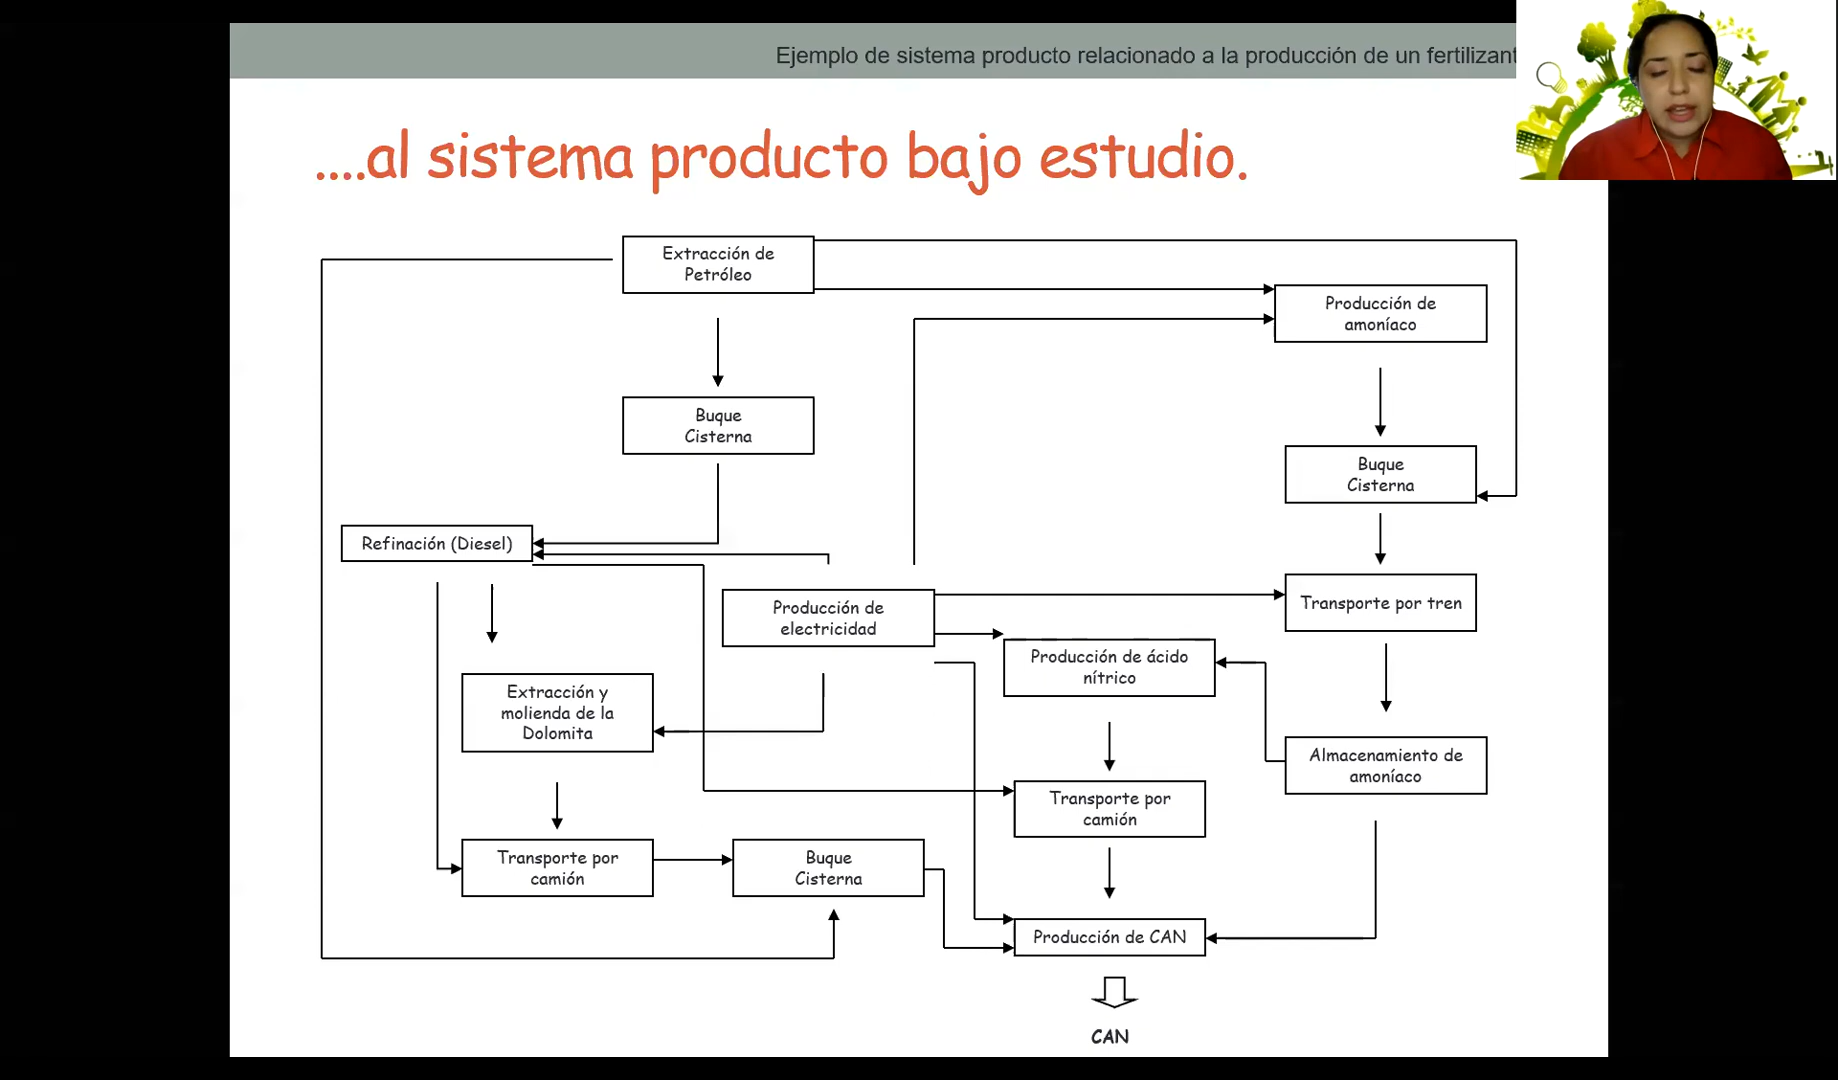 Ejemplo de sistema producto relacionado a la producción de un fertilizant
....al sistema producto bajo estudio.
Extracción de
Petróleo
Producción de
amoníaco
Buque
Cisterna
Buque
Cisterna
Refinación (Diesel)
Producción de
electricidad
Transporte por tren
Producción de ácido
nítrico
Extracción y
molienda de la
Dolomita
Almacenamiento de
amoníaco
Transporte por
camión
Transporte por
camión
Buque
Cisterna
Producción de CAN
CAN